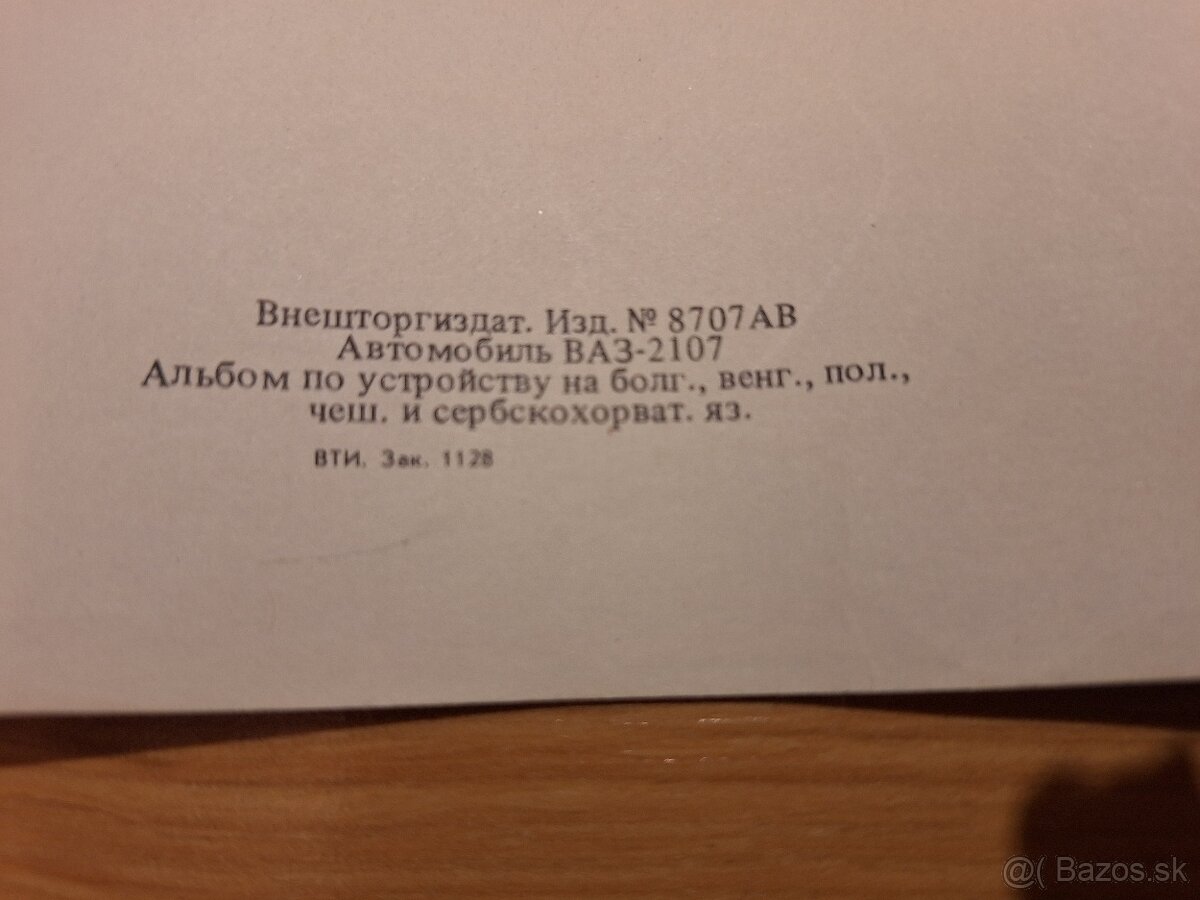 Внешторгиздат. Изд. № 8707АВ
Автомобиль ВАЗ-2107
Альбом по устройству на болг., венг., пол.,
чеш. и сербскохорват. яз.
ВТИ. Зак. 1128
@( Bazos.sk